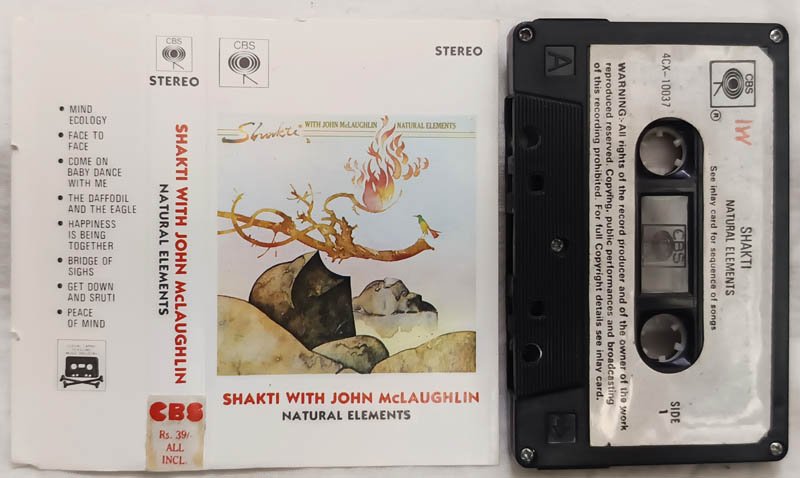 CBS
STEREO
• MIND
ECOLOGY
• FACE TO
FACE
• COME ON
BABY DANCE
WITH ME
• THE DAFFODIL
AND THE EAGLE
• HAPPINESS
IS BEING
TOGETHER
• BRIDGE OF
SIGHS
• GET DOWN
AND SRUTI
• PEACE
OF MIND
SHAKTI WITH JOHN McLAUGHLIN
NATURAL ELEMENTS
CBS
Rs. 39/-
ALL
INCL.
CBS
STEREO
Shakti WITH JOHN McLAUGHLIN NATURAL ELEMENTS
SHAKTI WITH JOHN McLAUGHLIN
NATURAL ELEMENTS
A
4CX-10037
CBS
1W
SHAKTI
NATURAL ELEMENTS
See inlay card for sequence of songs
CBS
SIDE
1
WARNING:-All rights of the record producer and of the owner of the work
reproduced reserved. Copying, public performances and broadcasting
of this recording prohibited. For full Copyright details see inlay card.